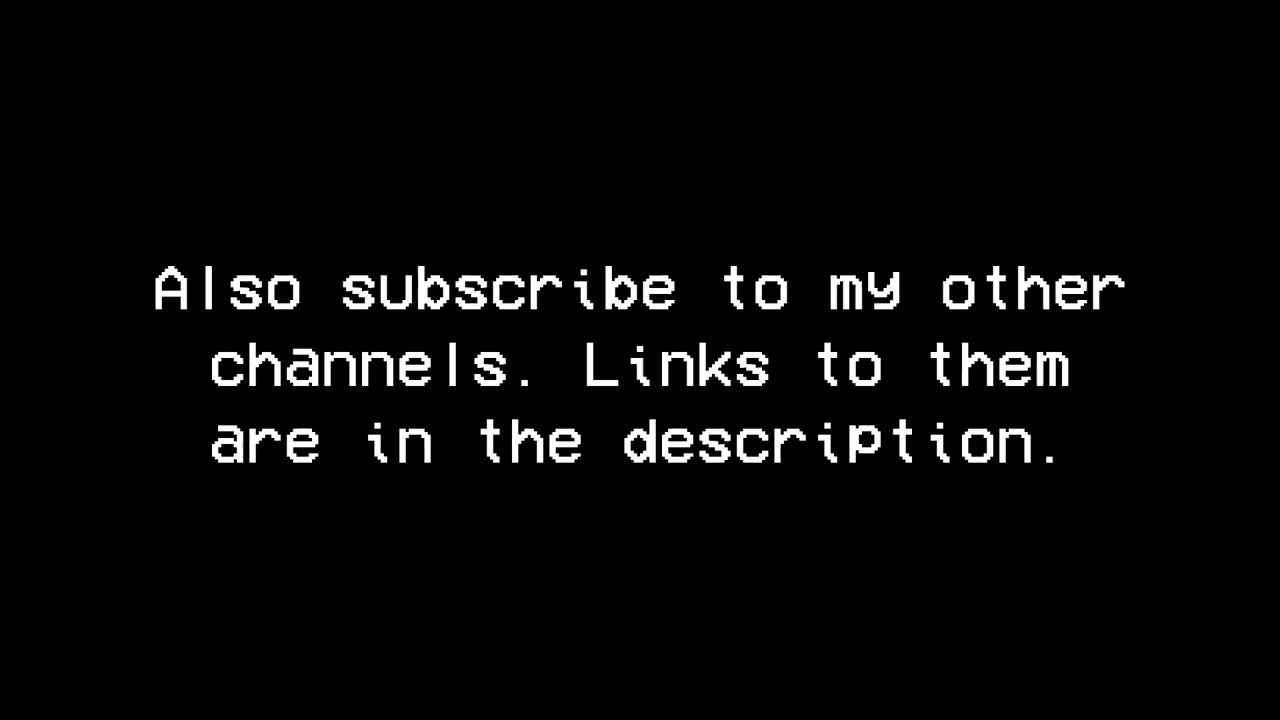 Also subscribe to my other
channels. Links to them
are in the description.